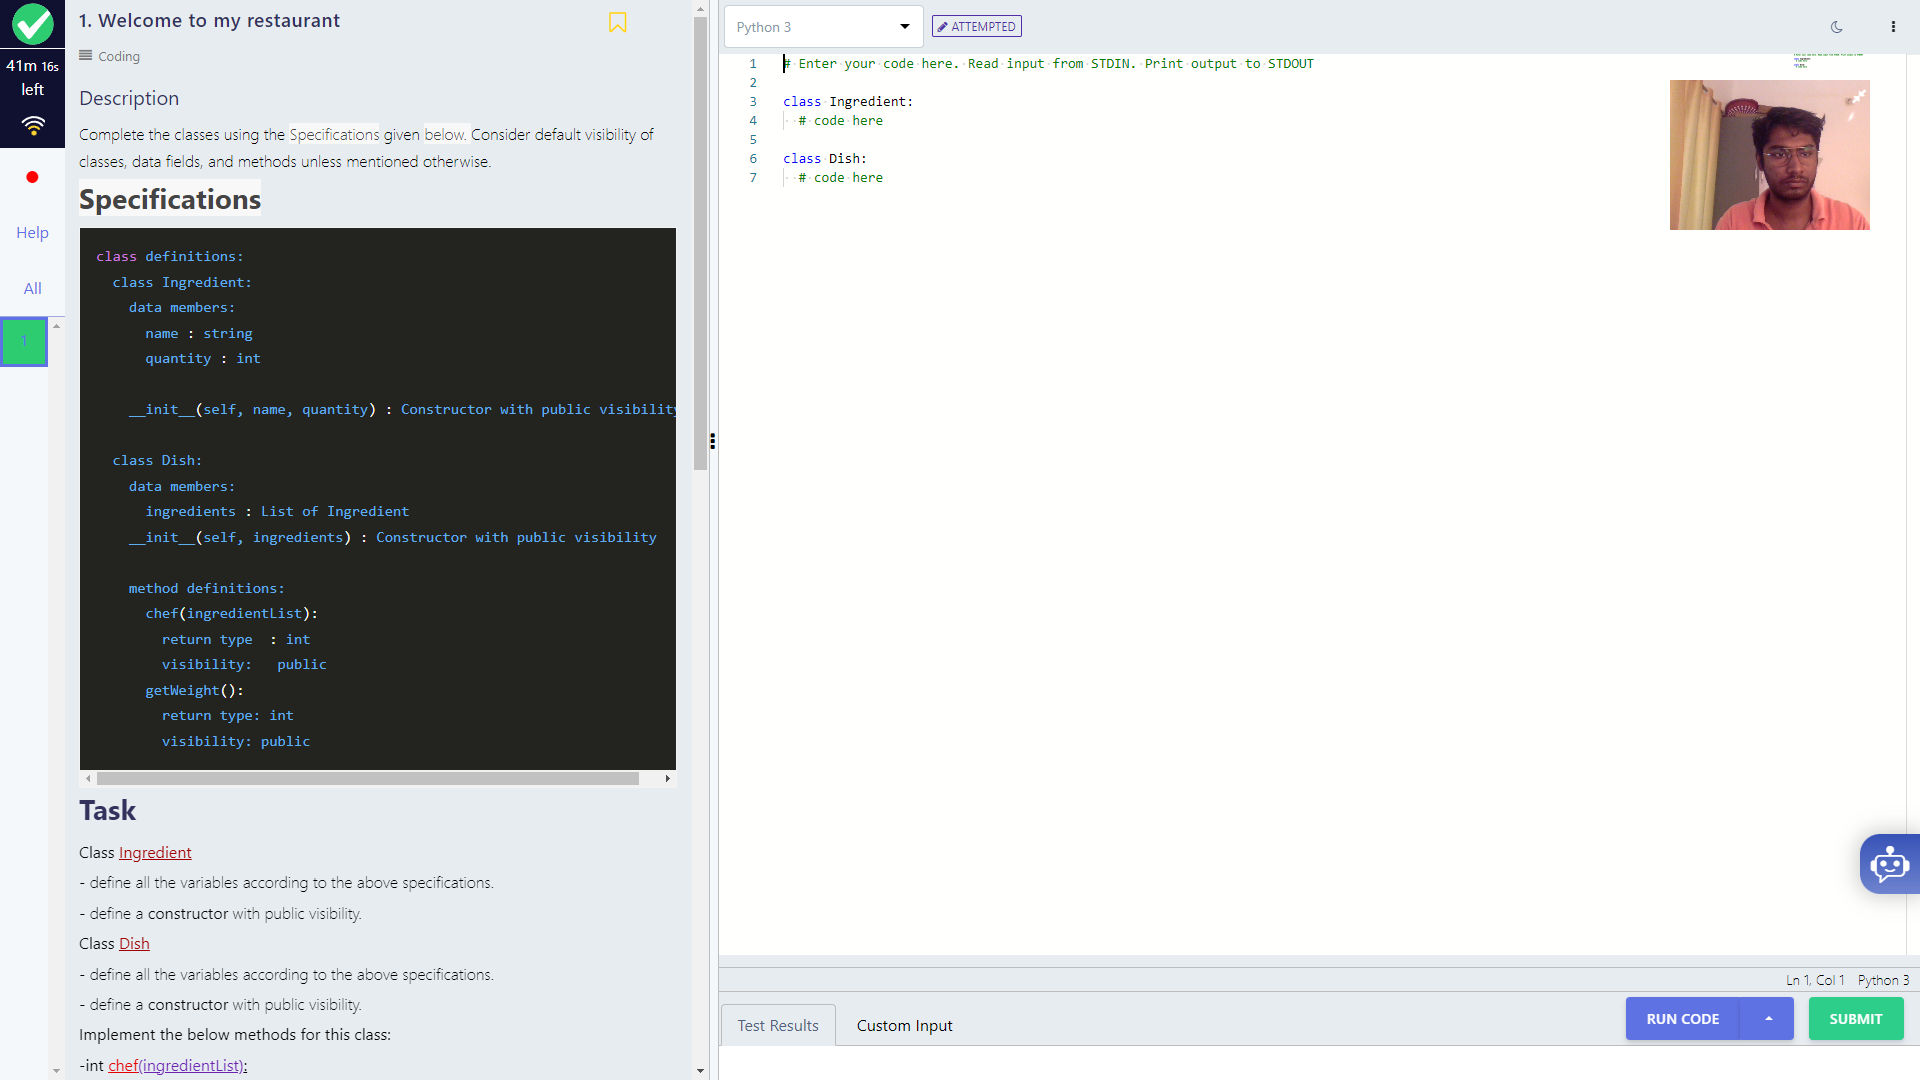 41m 16s
left
Help
All
1
1. Welcome to my restaurant
Coding
Description
Complete the classes using the Specifications given below. Consider default visibility of
classes, data fields, and methods unless mentioned otherwise.
Specifications
class definitions:
class Ingredient:
data members:
name : string
quantity : int
__init__(self, name, quantity) : Constructor with public visibility
class Dish:
data members:
ingredients : List of Ingredient
__init__(self, ingredients) : Constructor with public visibility
method definitions:
chef(ingredientList):
return type  : int
visibility:   public
getWeight():
return type: int
visibility: public
Task
Class Ingredient
- define all the variables according to the above specifications.
- define a constructor with public visibility.
Class Dish
- define all the variables according to the above specifications.
- define a constructor with public visibility.
Implement the below methods for this class:
-int chef(ingredientList):
Python 3
ATTEMPTED
1 # Enter your code here. Read input from STDIN. Print output to STDOUT
2
3 class Ingredient:
4 # code here
5
6 class Dish:
7 # code here
Ln 1, Col 1 Python 3
Test Results
Custom Input
RUN CODE
SUBMIT